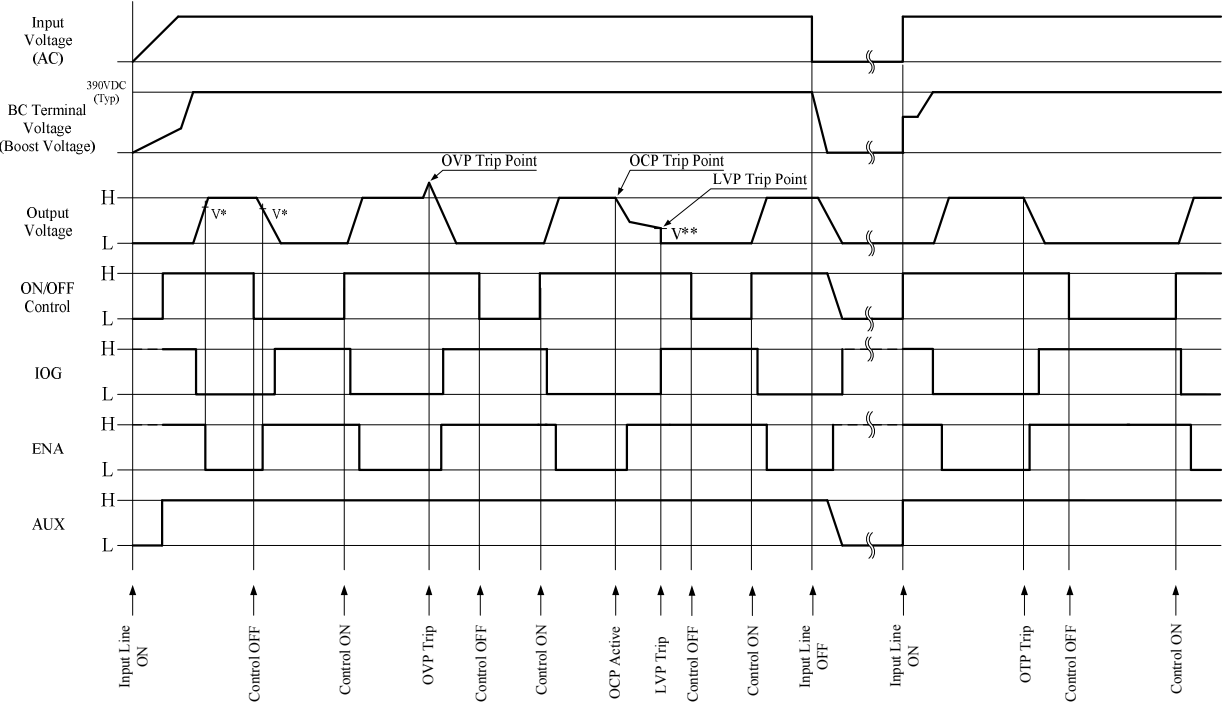 Input
Voltage
(AC)
390VDC
(Typ)
BC Terminal
Voltage
(Boost Voltage)
OVP Trip Point
OCP Trip Point
LVP Trip Point
H
V*
V*
V**
Output
Voltage
L
H
ON/OFF
Control
L
H
IOG
L
H
ENA
L
H
AUX
L
Input Line
ON
Control OFF
Control ON
OVP Trip
Control OFF
Control ON
OCP Active
LVP Trip
Control OFF
Control ON
Input Line
OFF
Input Line
ON
OTP Trip
Control OFF
Control ON